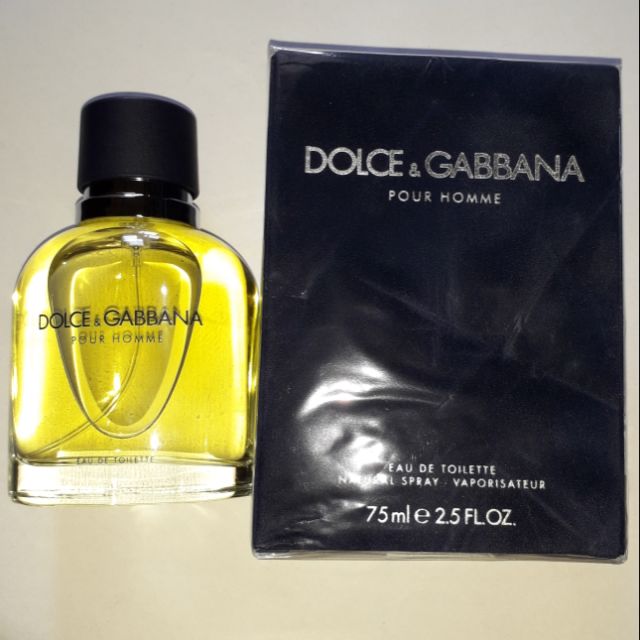 DOLCE & GABBANA
POUR HOMME
EAU DE TOILETTE
DOLCE & GABBANA
POUR HOMME
EAU DE TOILETTE
NATURAL SPRAY - VAPORISATEUR
75ml e 2.5 FL.OZ.